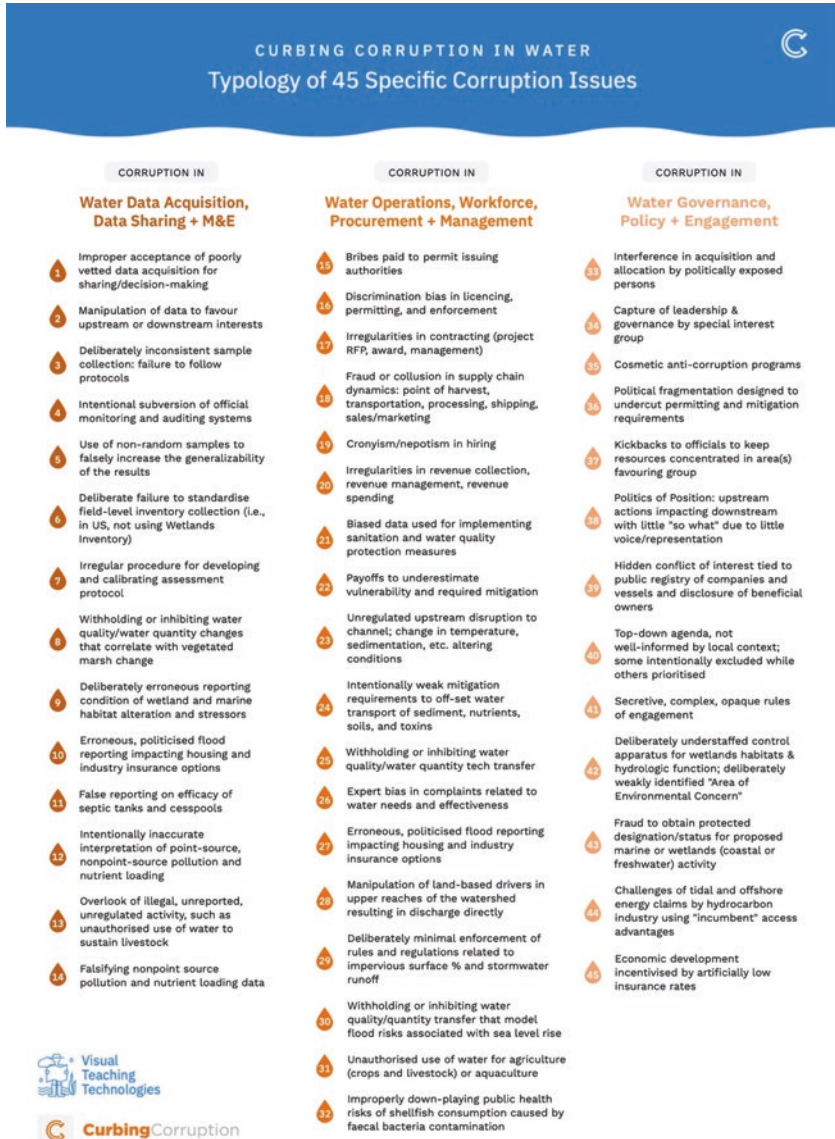 CURBING CORRUPTION IN WATER
Typology of 45 Specific Corruption Issues
CORRUPTION IN
Water Data Acquisition,
Data Sharing + M&E
1
Improper acceptance of poorly
vetted data acquisition for
sharing/decision-making
2
Manipulation of data to favour
upstream or downstream interests
3
Deliberately inconsistent sample
collection: failure to follow
protocols
4
Intentional subversion of official
monitoring and auditing systems
5
Use of non-random samples to
falsely increase the generalizability
of the results
6
Deliberate failure to standardise
field-level inventory collection (i.e.,
in US, not using Wetlands
Inventory)
7
Irregular procedure for developing
and calibrating assessment
protocol
8
Withholding or inhibiting water
quality/water quantity changes
that correlate with vegetated
marsh change
9
Deliberately erroneous reporting
condition of wetland and marine
habitat alteration and stressors
10
Erroneous, politicised flood
reporting impacting housing and
industry insurance options
11
False reporting on efficacy of
septic tanks and cesspools
12
Intentionally inaccurate
interpretation of point-source,
nonpoint-source pollution and
nutrient loading
13
Overlook of illegal, unreported,
unregulated activity, such as
unauthorised use of water to
sustain livestock
14
Falsifying nonpoint source
pollution and nutrient loading data
CORRUPTION IN
Water Operations, Workforce,
Procurement + Management
15
Bribes paid to permit issuing
authorities
16
Discrimination bias in licencing,
permitting, and enforcement
17
Irregularities in contracting (project
RFP, award, management)
18
Fraud or collusion in supply chain
dynamics: point of harvest,
transportation, processing, shipping,
sales/marketing
19
Cronyism/nepotism in hiring
20
Irregularities in revenue collection,
revenue management, revenue
spending
21
Biased data used for implementing
sanitation and water quality
protection measures
22
Payoffs to underestimate
vulnerability and required mitigation
23
Unregulated upstream disruption to
channel; change in temperature,
sedimentation, etc. altering
conditions
24
Intentionally weak mitigation
requirements to off-set water
transport of sediment, nutrients,
soils, and toxins
25
Withholding or inhibiting water
quality/water quantity tech transfer
26
Expert bias in complaints related to
water needs and effectiveness
27
Erroneous, politicised flood reporting
impacting housing and industry
insurance options
28
Manipulation of land-based drivers in
upper reaches of the watershed
resulting in discharge directly
29
Deliberately minimal enforcement of
rules and regulations related to
impervious surface % and stormwater
runoff
30
Withholding or inhibiting water
quality/quantity transfer that model
flood risks associated with sea level rise
31
Unauthorised use of water for agriculture
(crops and livestock) or aquaculture
32
Improperly down-playing public health
risks of shellfish consumption caused by
faecal bacteria contamination
CORRUPTION IN
Water Governance,
Policy + Engagement
33
Interference in acquisition and
allocation by politically exposed
persons
34
Capture of leadership &
governance by special interest
group
35
Cosmetic anti-corruption programs
36
Political fragmentation designed to
undercut permitting and mitigation
requirements
37
Kickbacks to officials to keep
resources concentrated in area(s)
favouring group
38
Politics of Position: upstream
actions impacting downstream
with little "so what" due to little
voice/representation
39
Hidden conflict of interest tied to
public registry of companies and
vessels and disclosure of beneficial
owners
40
Top-down agenda, not
well-informed by local context;
some intentionally excluded while
others prioritised
41
Secretive, complex, opaque rules
of engagement
42
Deliberately understaffed control
apparatus for wetlands habitats &
hydrologic function; deliberately
weakly identified "Area of
Environmental Concern"
43
Fraud to obtain protected
designation/status for proposed
marine or wetlands (coastal or
freshwater) activity
44
Challenges of tidal and offshore
energy claims by hydrocarbon
industry using "incumbent" access
advantages
45
Economic development
incentivised by artificially low
insurance rates
Visual
Teaching
Technologies
CurbingCorruption